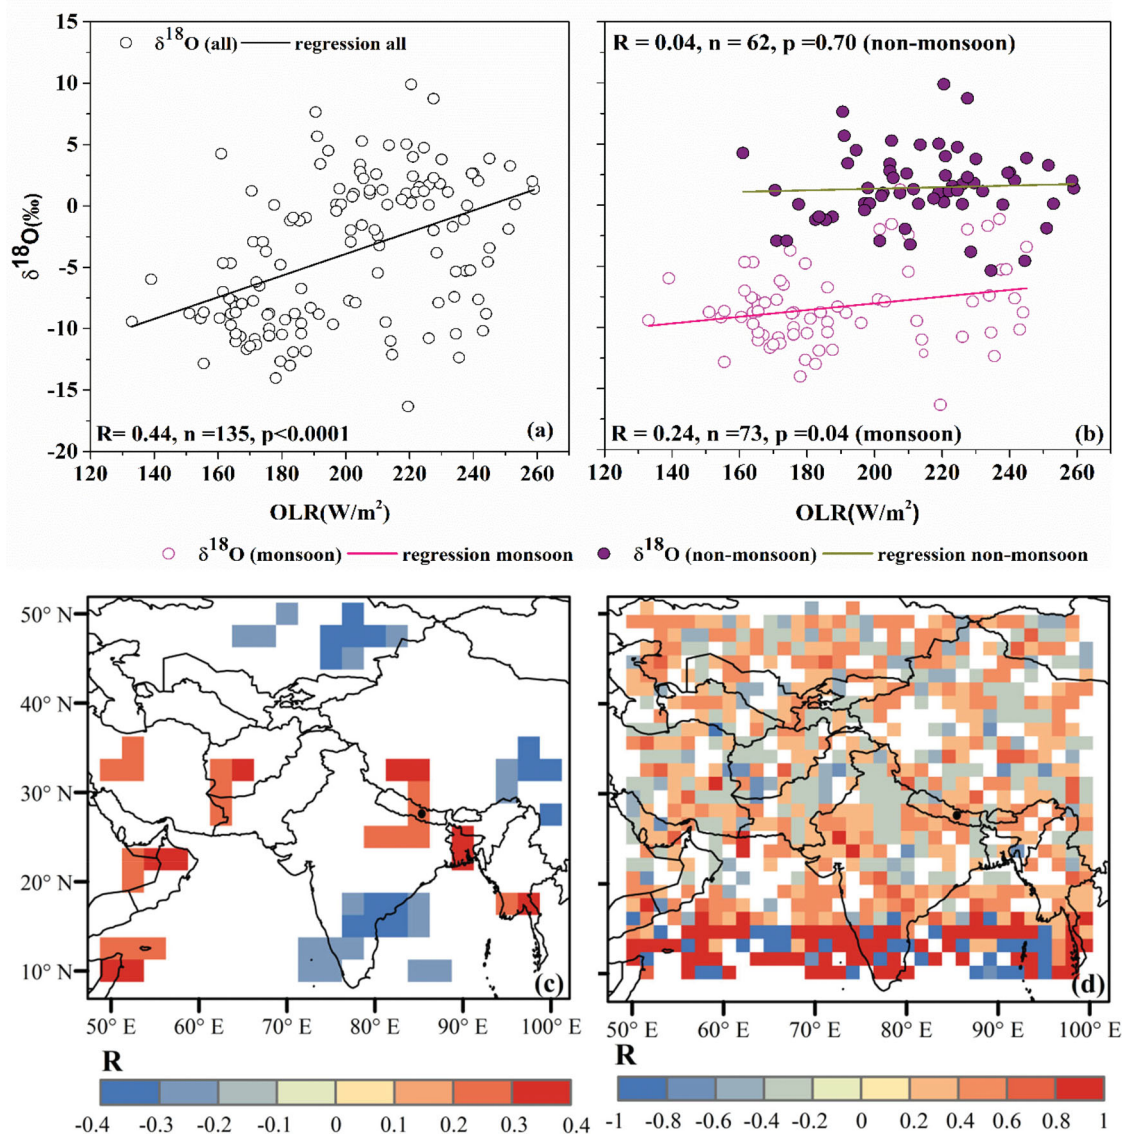 δ18O (all) regression all
R= 0.44, n =135, p<0.0001
(a)
15
10
5
0
-5
-10
-15
-20
δ18O(‰)
120 140 160 180 200 220 240 260
OLR(W/m2)
R = 0.04, n = 62, p =0.70 (non-monsoon)
R = 0.24, n =73, p =0.04 (monsoon)
(b)
120 140 160 180 200 220 240 260
OLR(W/m2)
δ18O (monsoon) regression monsoon δ18O (non-monsoon) regression non-monsoon
50° N
40° N
30° N
20° N
10° N
(c)
50° E 60° E 70° E 80° E 90° E 100° E
R
-0.4 -0.3 -0.2 -0.1 0 0.1 0.2 0.3 0.4
(d)
50° E 60° E 70° E 80° E 90° E 100° E
R
-1 -0.8 -0.6 -0.4 -0.2 0 0.2 0.4 0.6 0.8 1